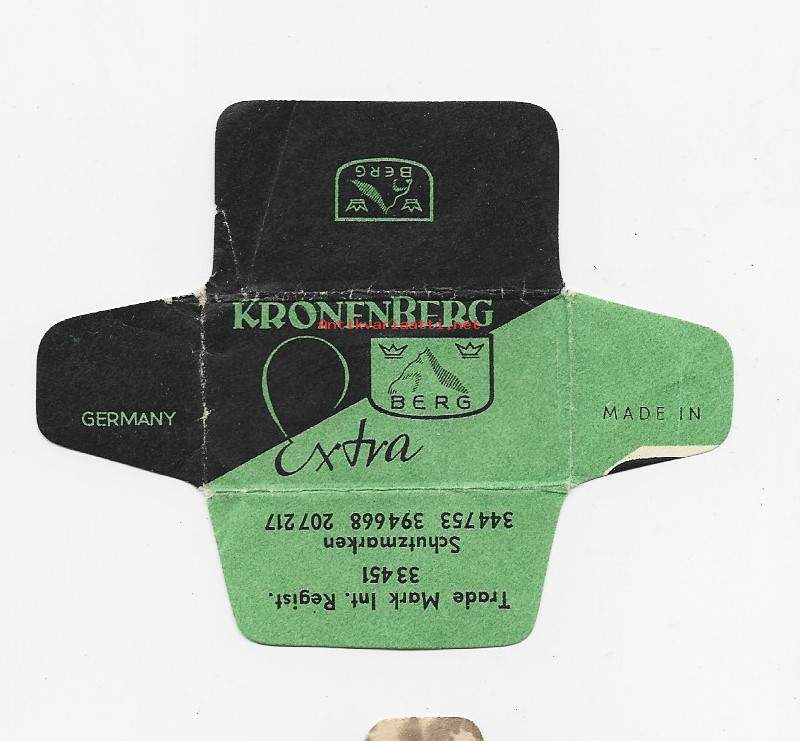 BERG
KRONENBERG
Antikvariaatti.net
BERG
Extra
GERMANY
MADE IN
Trade Mark Int. Regist.
33451
Schutzmarken
344753 394668 207217